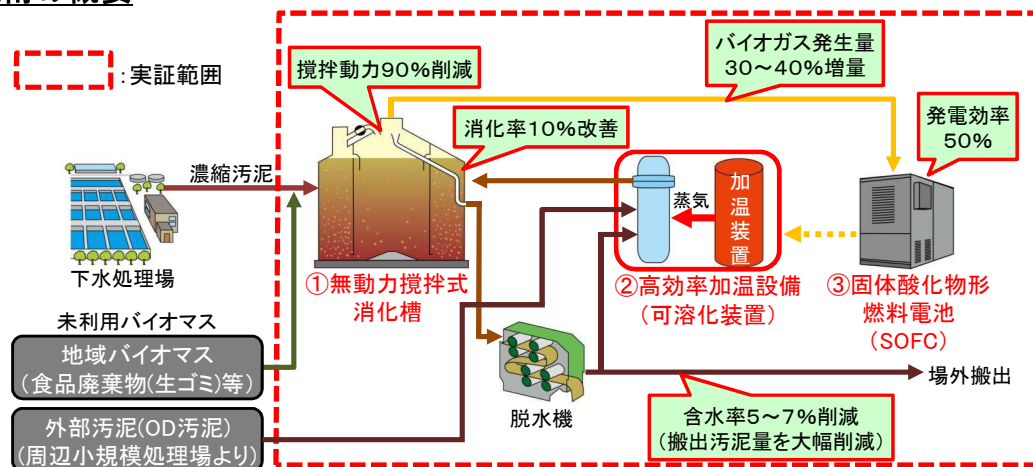 :実証範囲
撹拌動力90%削減
バイオガス発生量
30～40%増量
消化率10%改善
発電効率
50%
濃縮汚泥
蒸気
加温装置
下水処理場
①無動力撹拌式
消化槽
②高効率加温設備
(可溶化装置)
③固体酸化物形
燃料電池
(SOFC)
未利用バイオマス
地域バイオマス
(食品廃棄物(生ゴミ)等)
外部汚泥(OD汚泥)
(周辺小規模処理場より)
脱水機
場外搬出
含水率5～7%削減
(搬出汚泥量を大幅削減)